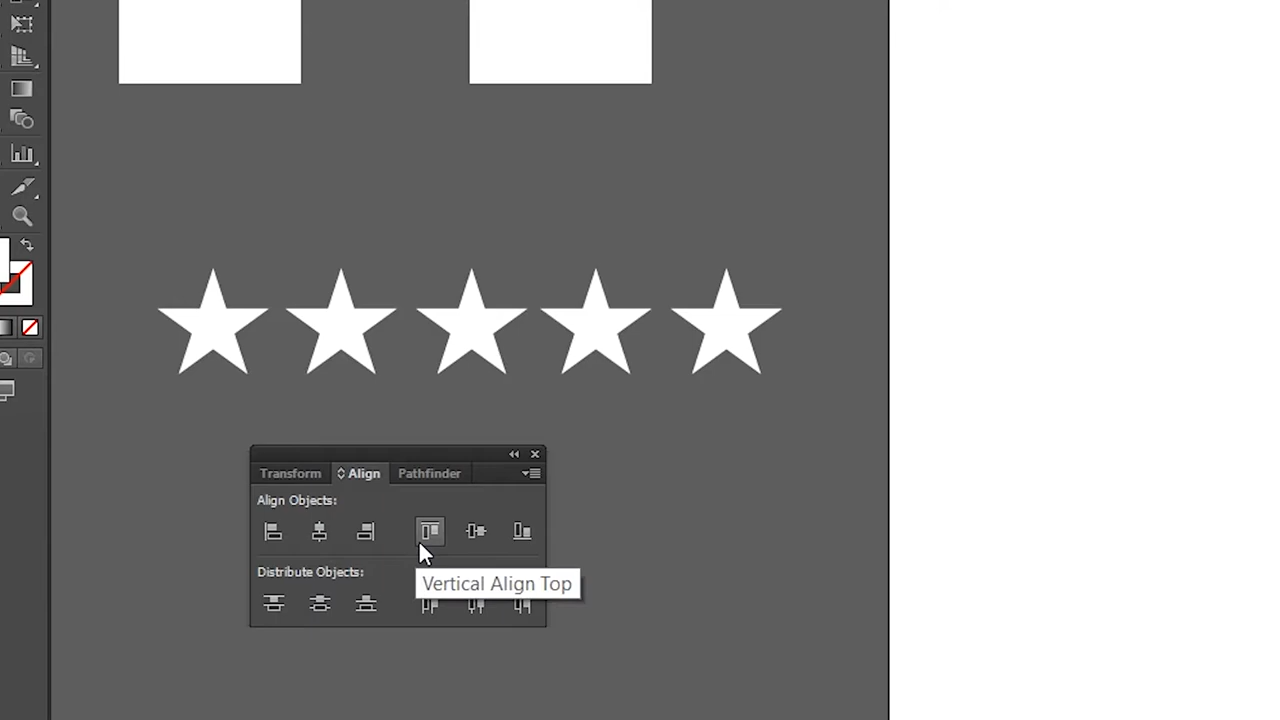 Transform Align Pathfinder
Align Objects:
Distribute Objects:
Vertical Align Top